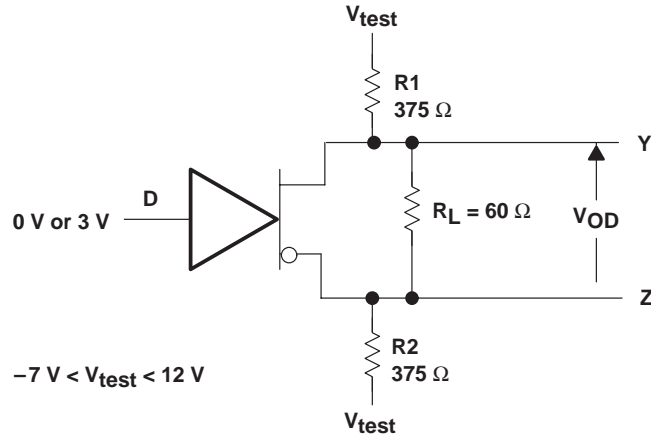 Vtest
R1
375 Ω
Y
D
0 V or 3 V
RL = 60 Ω
VOD
Z
R2
375 Ω
−7 V < Vtest < 12 V
Vtest